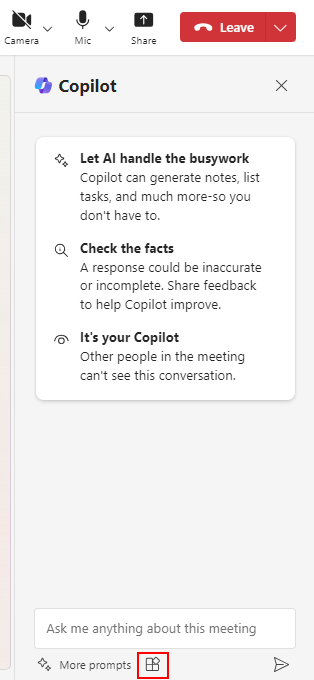 Camera
Mic
Share
Leave
Copilot
Let AI handle the busywork
Copilot can generate notes, list
tasks, and much more-so you
don't have to.
Check the facts
A response could be inaccurate
or incomplete. Share feedback
to help Copilot improve.
It's your Copilot
Other people in the meeting
can't see this conversation.
Ask me anything about this meeting
More prompts